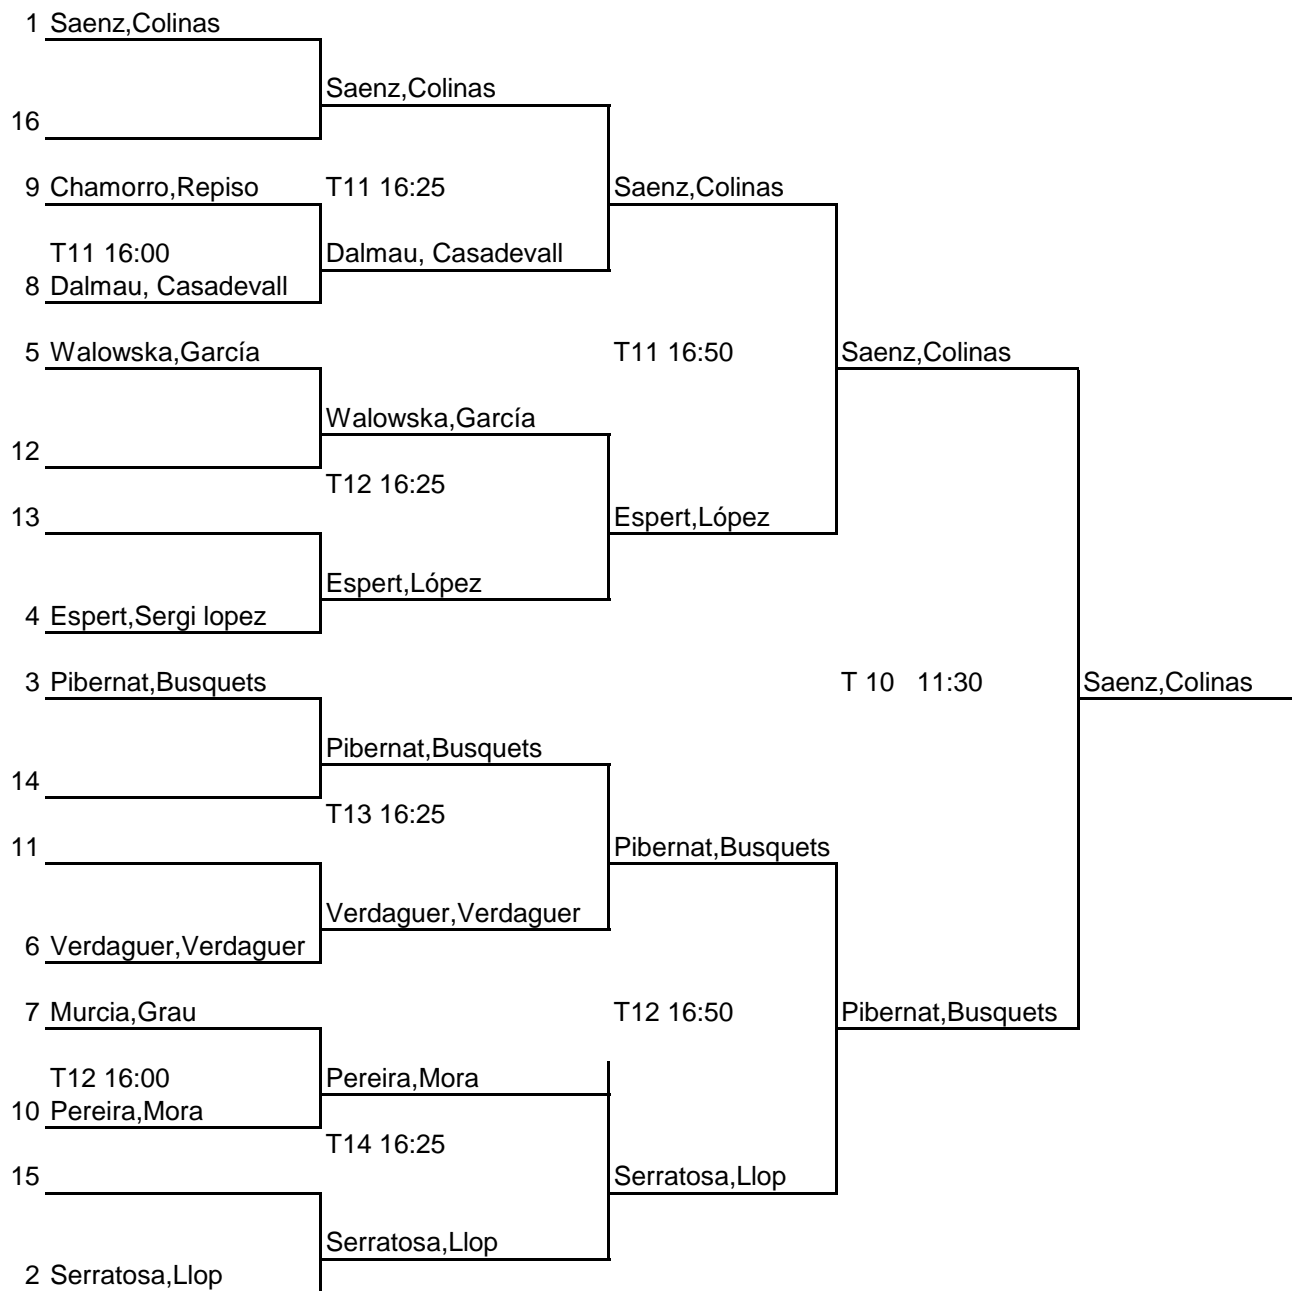 1 Saenz,Colinas
Saenz,Colinas
16
9 Chamorro,Repiso T11 16:25 Saenz,Colinas
T11 16:00 Dalmau, Casadevall
8 Dalmau, Casadevall
5 Walowska,García T11 16:50 Saenz,Colinas
Walowska,García
12
T12 16:25
13 Espert,López
Espert,López
4 Espert,Sergi lopez
3 Pibernat,Busquets T 10 11:30 Saenz,Colinas
Pibernat,Busquets
14
T13 16:25
11 Pibernat,Busquets
Verdaguer,Verdaguer
6 Verdaguer,Verdaguer
7 Murcia,Grau T12 16:50 Pibernat,Busquets
T12 16:00 Pereira,Mora
10 Pereira,Mora
T14 16:25
15 Serratosa,Llop
Serratosa,Llop
2 Serratosa,Llop